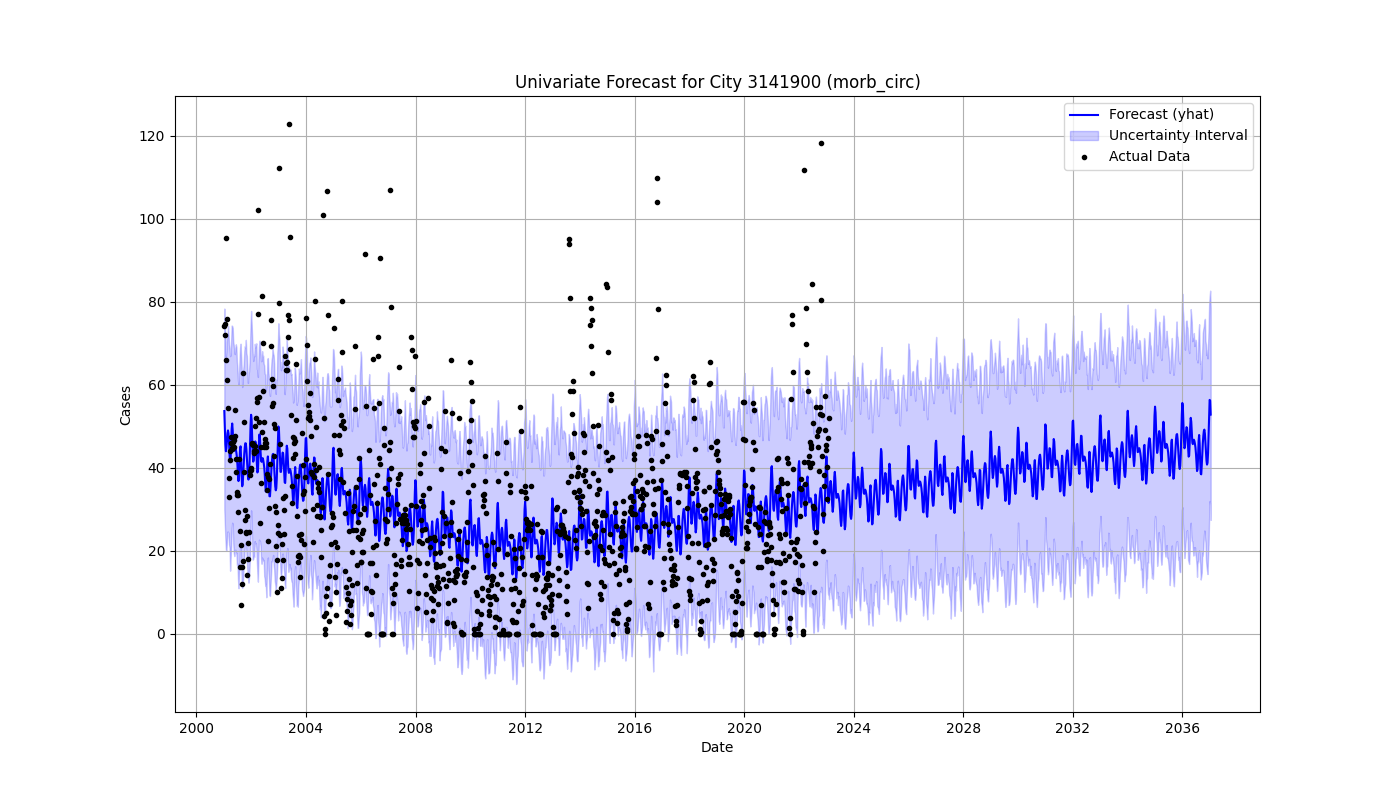 Univariate Forecast for City 3141900 (morb_circ)
Forecast (yhat)
Uncertainty Interval
Actual Data
120
100
80
60
40
20
0
Cases
2000 2004 2008 2012 2016 2020 2024 2028 2032 2036
Date